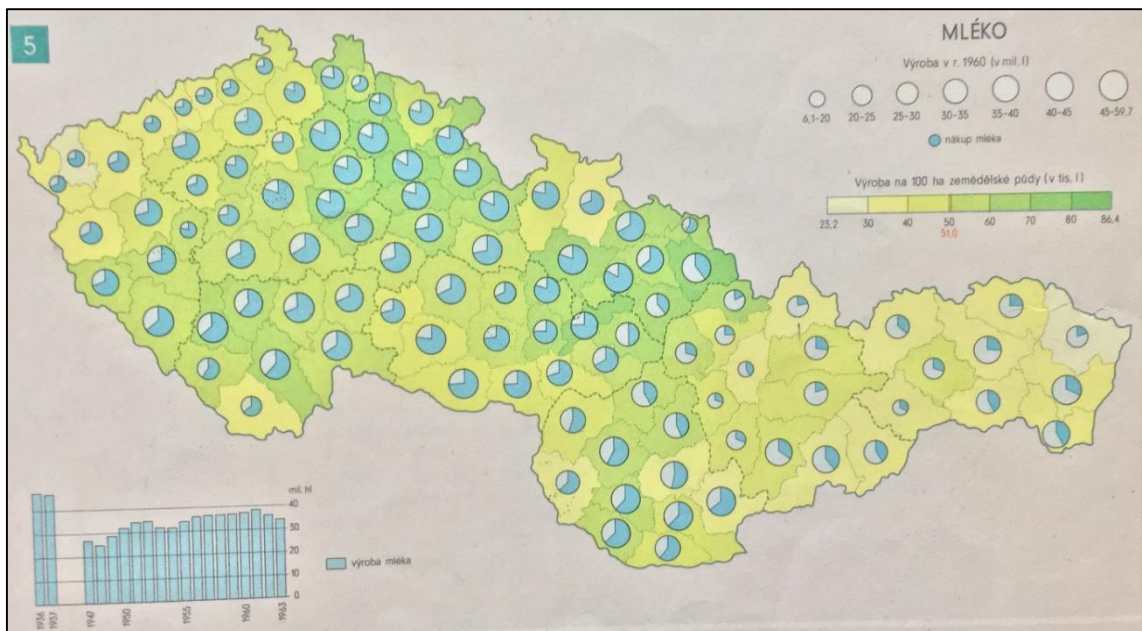 5
MLÉKO
Výroba v r. 1960 (v mil. l)
6,1-20 20-25 25-30 30-35 35-40 40-45 45-59,7
nákup mléka
Výroba na 100 ha zemědělské půdy (v tis. l)
23,2 30 40 50 60 70 80 86,4
51,0
mil. hl
40
30
20
10
0
výroba mléka
1936 1937 1947 1950 1955 1960 1963